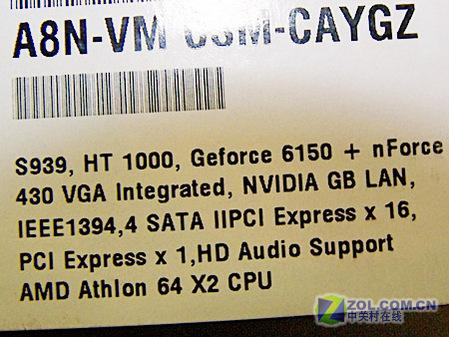 A8N-VM CSM-CAYGZ
S939, HT 1000, Geforce 6150 + nForce
430 VGA Integrated, NVIDIA GB LAN,
IEEE1394,4 SATA IIPCI Express x 16,
PCI Express x 1,HD Audio Support
AMD Athlon 64 X2 CPU
ZOL.COM.CN
中关村在线